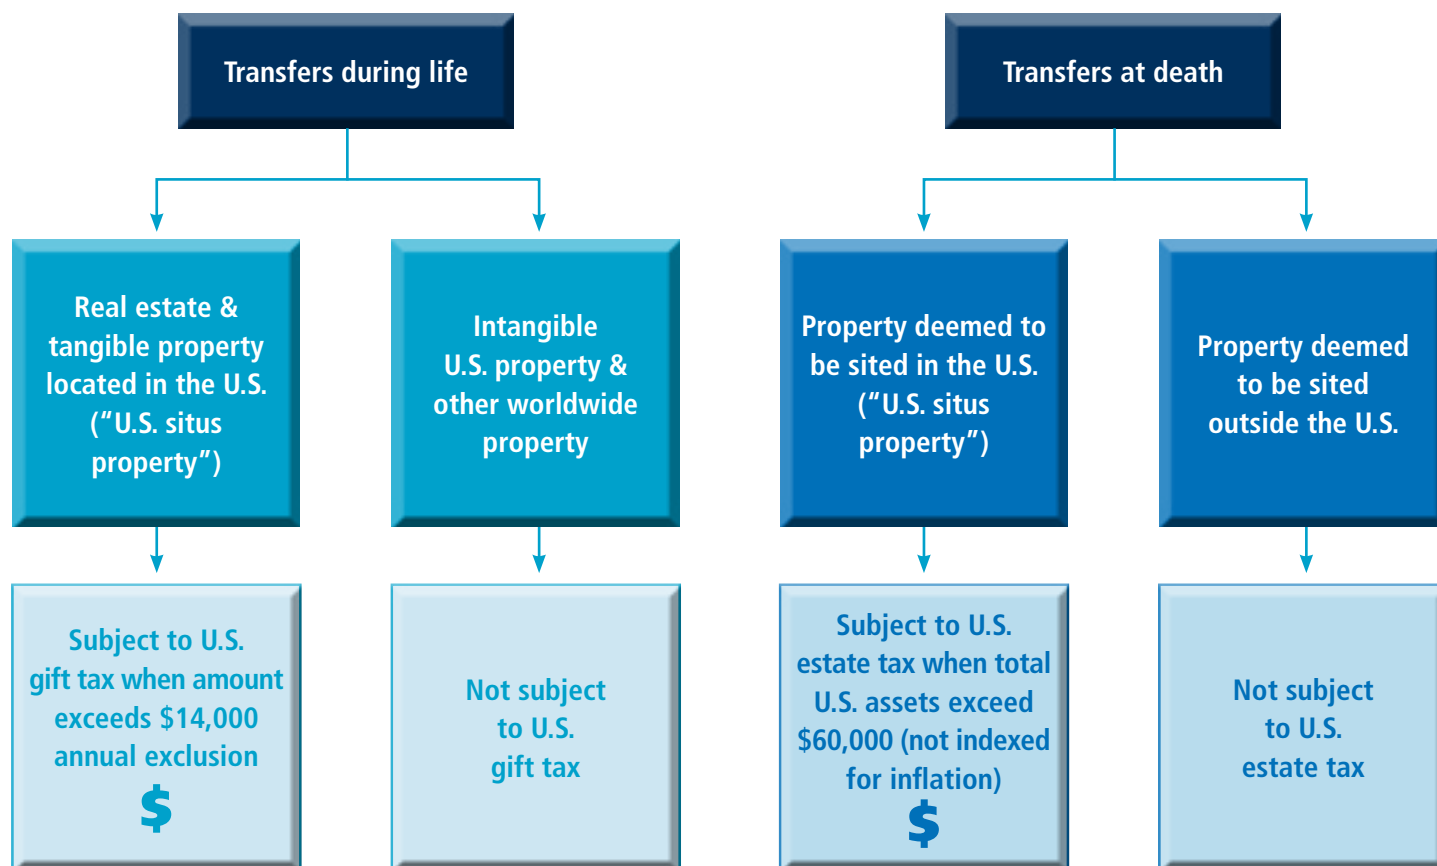 Transfers during life
Transfers at death
Real estate &
tangible property
located in the U.S.
(“U.S. situs
property”)
Intangible
U.S. property &
other worldwide
property
Property deemed to
be sited in the U.S.
(“U.S. situs
property”)
Property deemed
to be sited
outside the U.S.
Subject to U.S.
gift tax when amount
exceeds $14,000
annual exclusion
$
Not subject
to U.S.
gift tax
Subject to U.S.
estate tax when total
U.S. assets exceed
$60,000 (not indexed
for inflation)
$
Not subject
to U.S.
estate tax